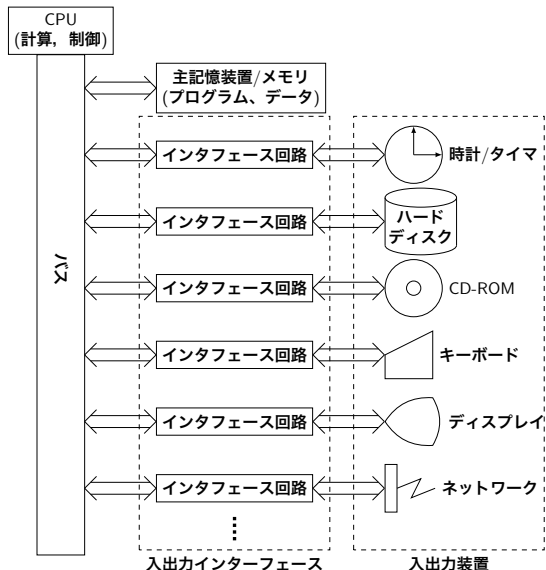 CPU
(計算，制御)
主記憶装置/メモリ
(プログラム、データ)
バス
インタフェース回路
時計/タイマ
インタフェース回路
ハード
ディスク
インタフェース回路
CD-ROM
インタフェース回路
キーボード
インタフェース回路
ディスプレイ
インタフェース回路
ネットワーク
入出力インターフェース
入出力装置